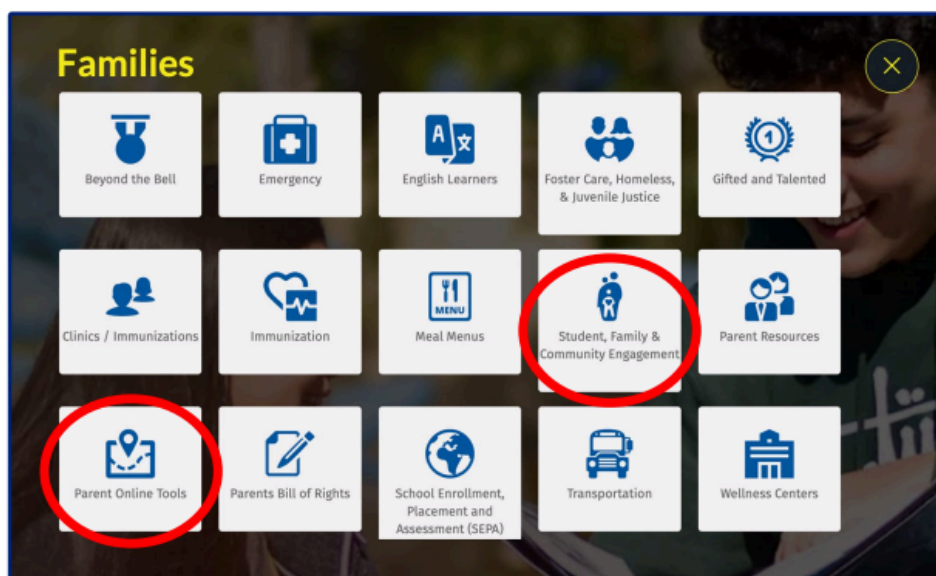 Families
Beyond the Bell
Emergency
A
English Learners
Foster Care, Homeless,
& Juvenile Justice
1
Gifted and Talented
Clinics / Immunizations
Immunization
MENU
Meal Menus
Student, Family &
Community Engagement
Parent Resources
Parent Online Tools
Parents Bill of Rights
School Enrollment,
Placement and
Assessment (SEPA)
Transportation
Wellness Centers